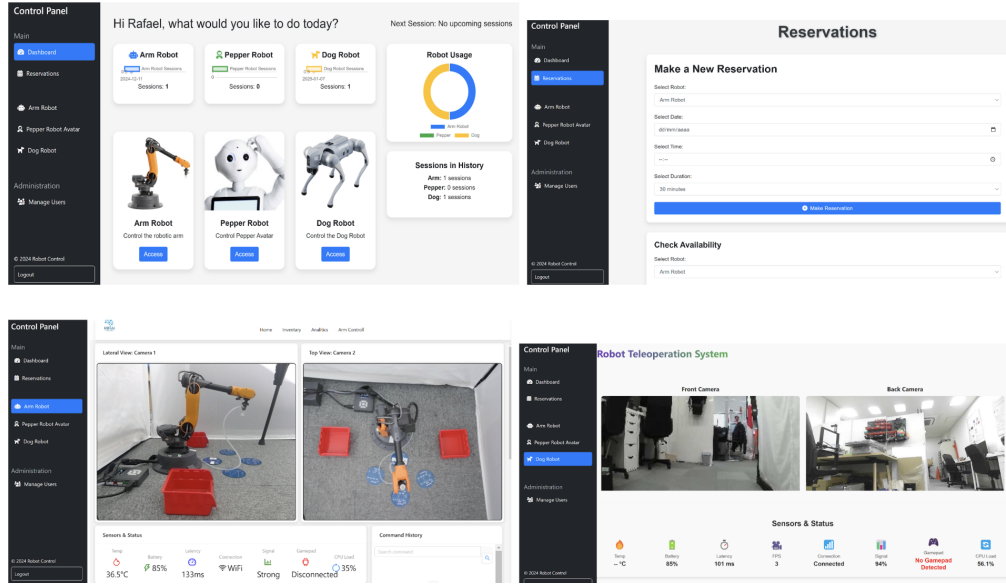 Control Panel
Main
Dashboard
Reservations
Arm Robot
Pepper Robot Avatar
Dog Robot
Administration
Manage Users
© 2024 Robot Control
Logout
Hi Rafael, what would you like to do today?
Next Session: No upcoming sessions
Arm Robot
Arm Robot Sessions
2024-12-11
Sessions: 1
Pepper Robot
Pepper Robot Sessions
0
Sessions: 0
Dog Robot
Dog Robot Sessions
2025-01-07
Sessions: 1
Robot Usage
Arm Robot
Pepper Dog
Arm Robot
Control the robotic arm
Access
Pepper Robot
Control Pepper Avatar
Access
Dog Robot
Control the Dog Robot
Access
Sessions in History
Arm: 1 sessions
Pepper: 0 sessions
Dog: 1 sessions
Control Panel
Main
Dashboard
Reservations
Arm Robot
Pepper Robot Avatar
Dog Robot
Administration
Manage Users
© 2024 Robot Control
Logout
Reservations
Make a New Reservation
Select Robot:
Arm Robot
Select Date:
dd/mm/aaaa
Select Time:
--:--
Select Duration:
30 minutes
Make Reservation
Check Availability
Select Robot:
Arm Robot
Control Panel
Main
Dashboard
Reservations
Arm Robot
Pepper Robot Avatar
Dog Robot
Administration
Manage Users
© 2024 Robot Control
Logout
Home Inventory Analitics Arm Controll
Lateral View: Camera 1
Top View: Camera 2
Sensors & Status
Temp
36.5°C
Battery
85%
Latency
133ms
Connection
WiFi
Signal
Strong
Gamepad
Disconnected
CPU Load
35%
Command History
Search command
Control Panel
Main
Dashboard
Reservations
Arm Robot
Pepper Robot Avatar
Dog Robot
Administration
Manage Users
© 2024 Robot Control
Robot Teleoperation System
Front Camera
Back Camera
Sensors & Status
Temp
-- °C
Battery
85%
Latency
101 ms
FPS
3
Connection
Connected
Signal
94%
Gamepad
No Gamepad
Detected
CPU Load
56.1%